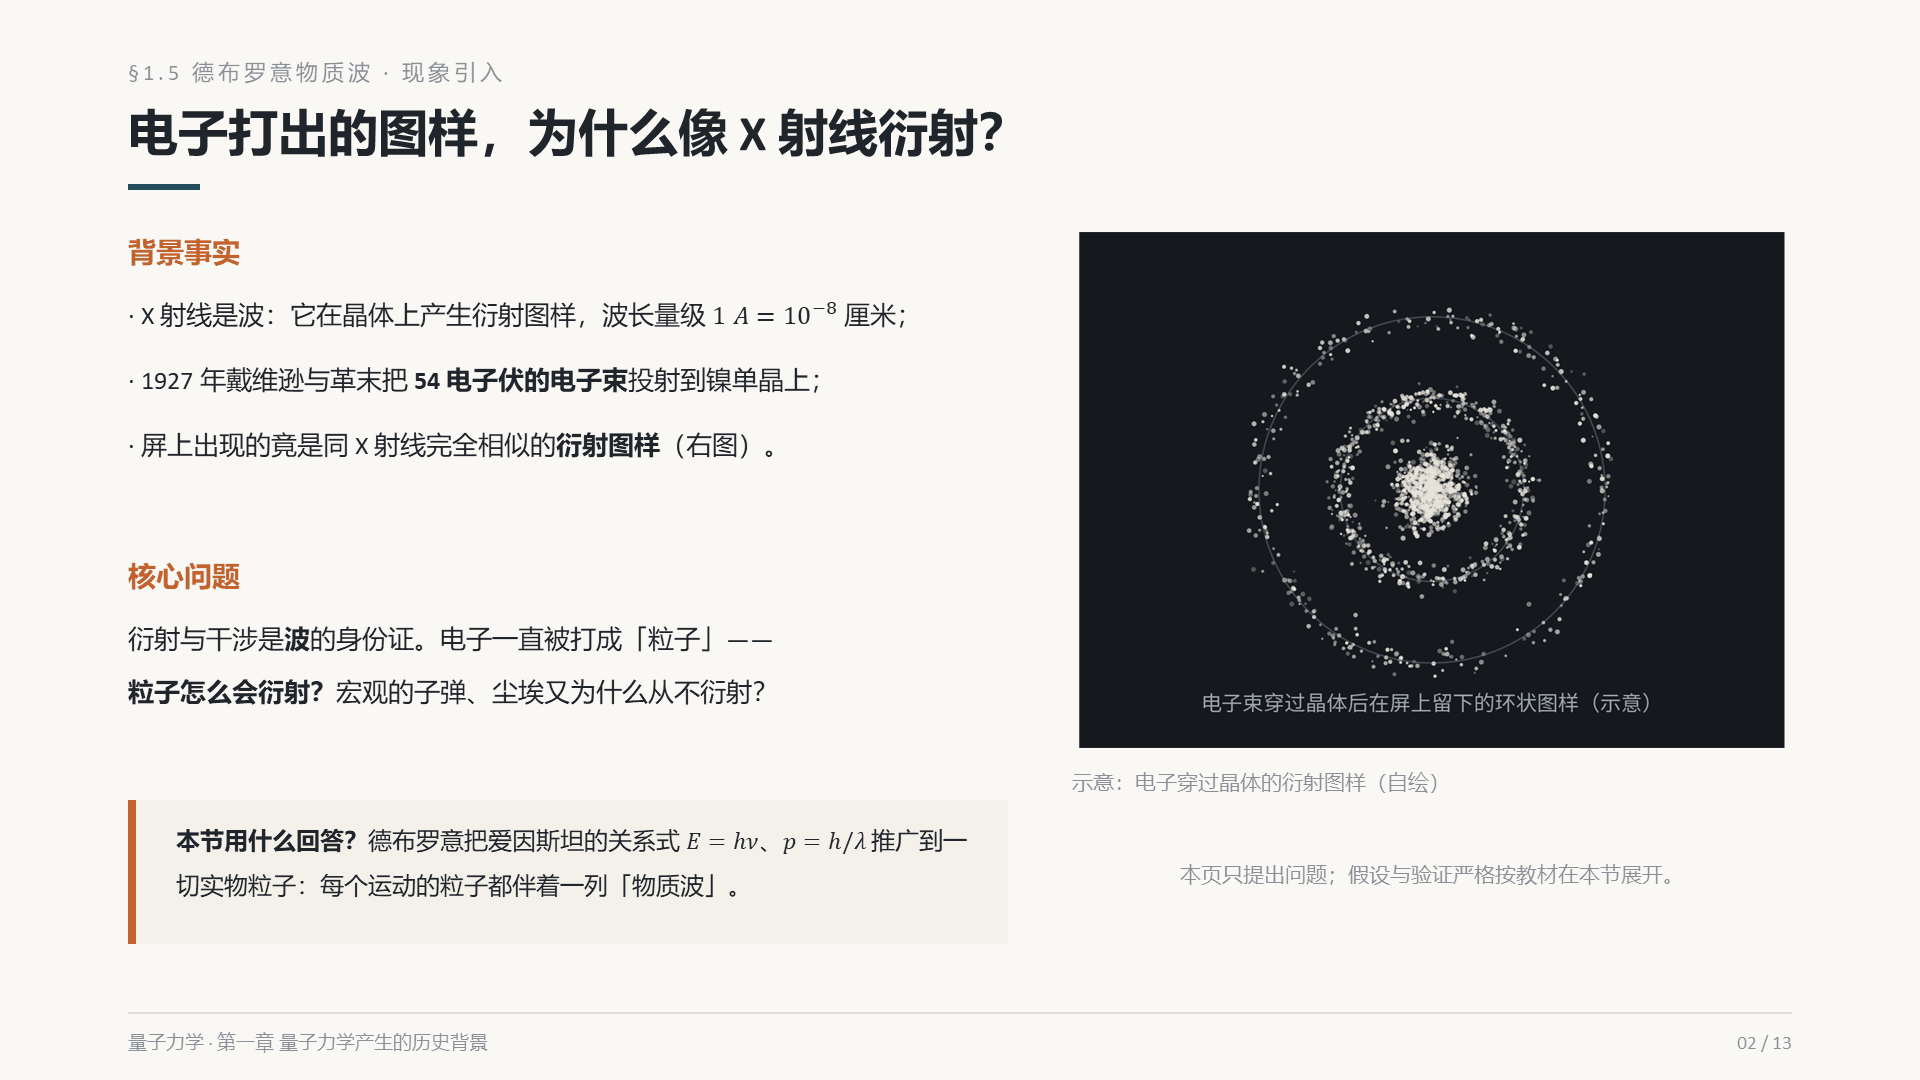 §1.5 德布罗意物质波 · 现象引入
电子打出的图样，为什么像 X 射线衍射？
背景事实
· X 射线是波：它在晶体上产生衍射图样，波长量级 1 A = 10⁻⁸ 厘米；
· 1927 年戴维逊与革末把 54 电子伏的电子束投射到镍单晶上；
· 屏上出现的竟是同 X 射线完全相似的衍射图样（右图）。
核心问题
衍射与干涉是波的身份证。电子一直被打成「粒子」——
粒子怎么会衍射？宏观的子弹、尘埃又为什么从不衍射？
本节用什么回答？德布罗意把爱因斯坦的关系式 E = hν、p = h/λ 推广到一
切实物粒子：每个运动的粒子都伴着一列「物质波」。
电子束穿过晶体后在屏上留下的环状图样（示意）
示意：电子穿过晶体的衍射图样（自绘）
本页只提出问题；假设与验证严格按教材在本节展开。
量子力学 · 第一章 量子力学产生的历史背景
02 / 13